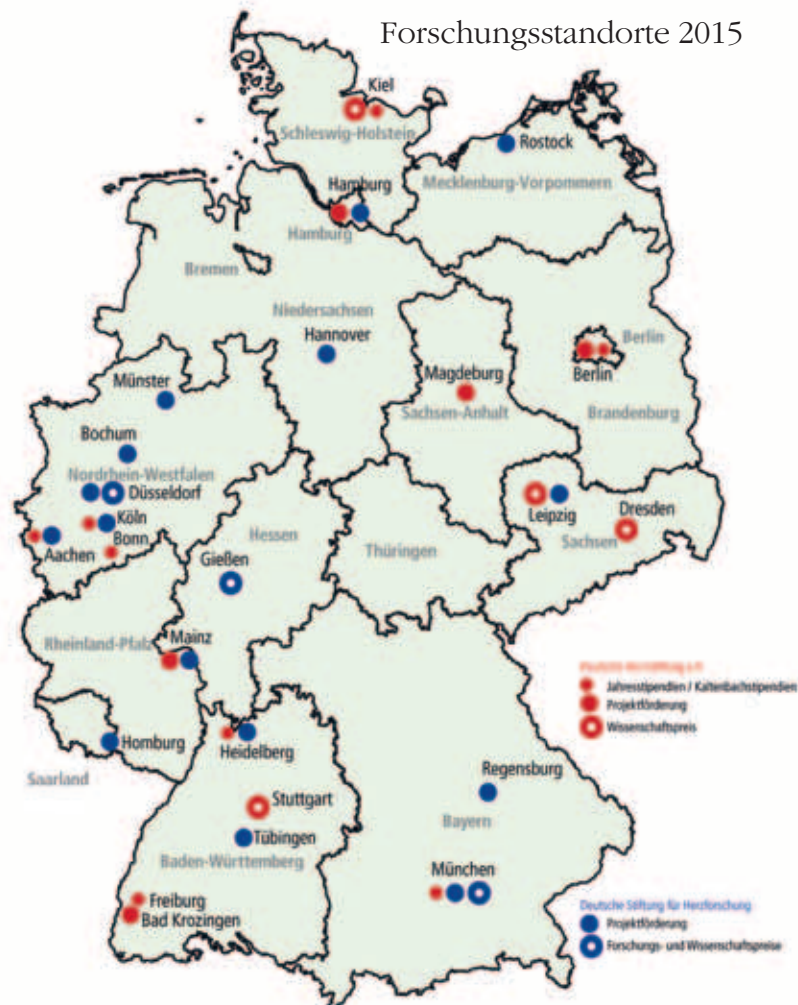 Forschungsstandorte 2015
Kiel
Schleswig-Holstein
Rostock
Mecklenburg-Vorpommern
Hamburg
Hamburg
Bremen
Niedersachsen
Hannover
Berlin
Berlin
Brandenburg
Magdeburg
Sachsen-Anhalt
Münster
Bochum
Nordrhein-Westfalen
Düsseldorf
Köln
Bonn
Aachen
Leipzig
Dresden
Sachsen
Hessen
Thüringen
Gießen
Rheinland-Pfalz
Mainz
Homburg
Saarland
Heidelberg
Stuttgart
Tübingen
Baden-Württemberg
Freiburg
Bad Krozingen
Regensburg
Bayern
München
Deutsche Herzstiftung e.V.
Jahresstipendien / Kaltenbachstipendien
Projektförderung
Wissenschaftspreis
Deutsche Stiftung für Herzforschung
Projektförderung
Forschungs- und Wissenschaftspreise